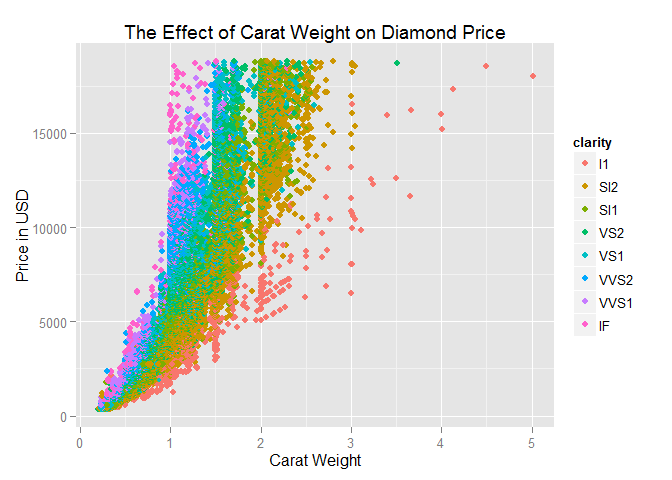 The Effect of Carat Weight on Diamond Price
Price in USD
15000
10000
5000
0
0 1 2 3 4 5
Carat Weight
clarity
I1
SI2
SI1
VS2
VS1
VVS2
VVS1
IF